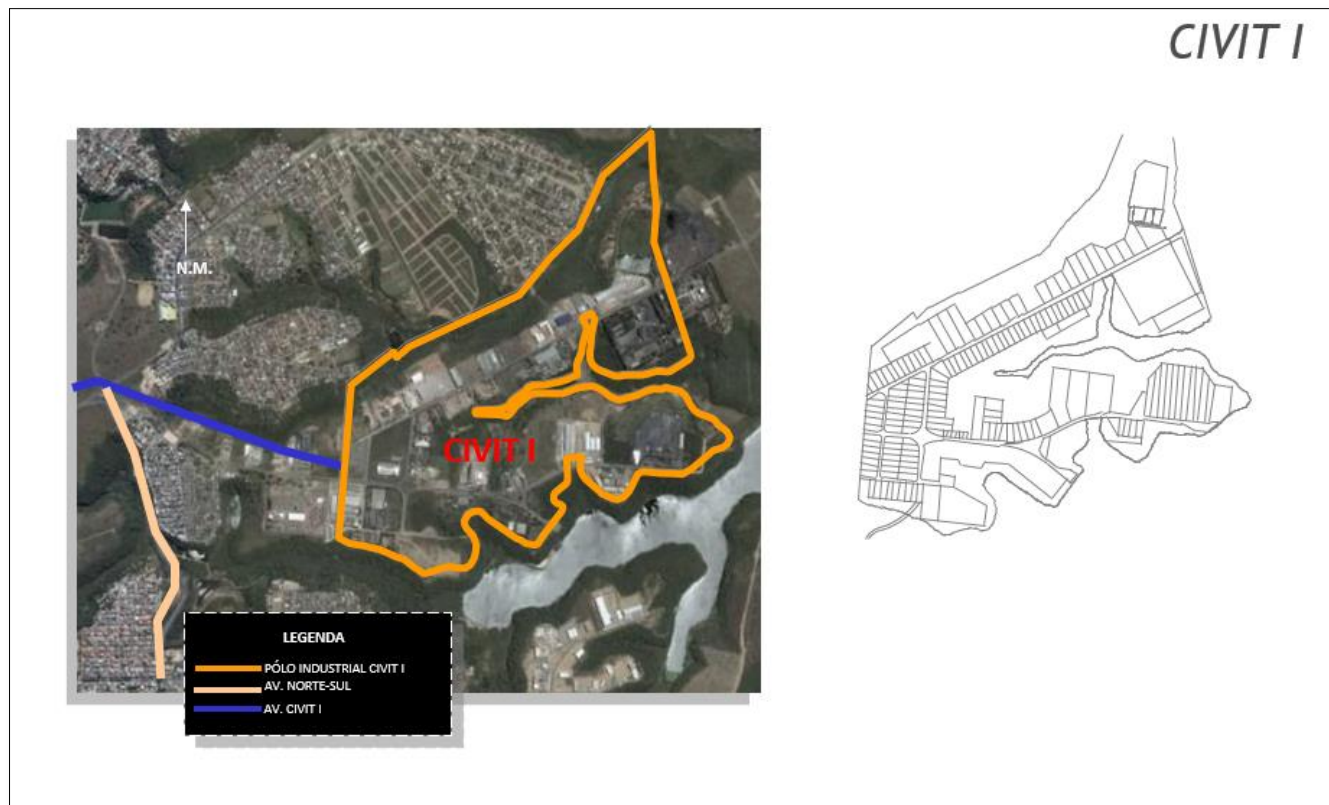 CIVIT I
N.M.
CIVIT I
LEGENDA
PÓLO INDUSTRIAL CIVIT I
AV. NORTE-SUL
AV. CIVIT I